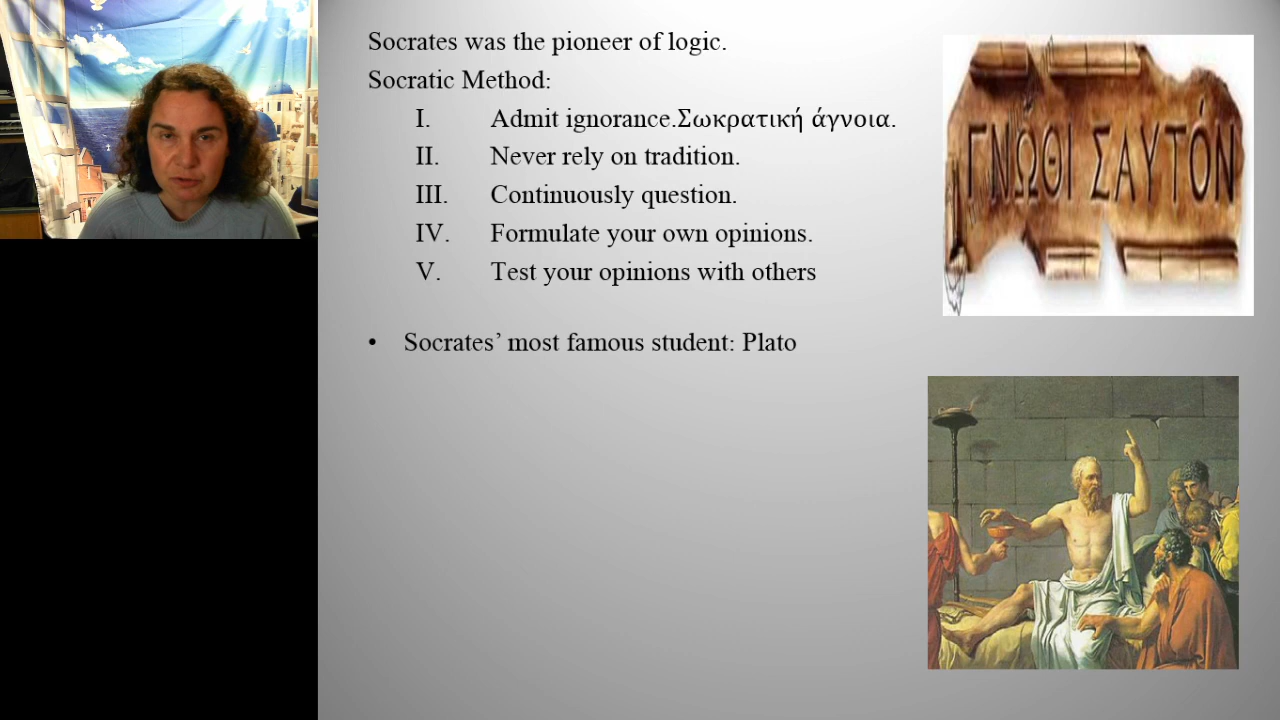 Socrates was the pioneer of logic.
Socratic Method:
I. Admit ignorance.Σωκρατική άγνοια.
II. Never rely on tradition.
III. Continuously question.
IV. Formulate your own opinions.
V. Test your opinions with others
• Socrates’ most famous student: Plato
ΓΝΩΘΙ ΣΑΥΤΌΝ